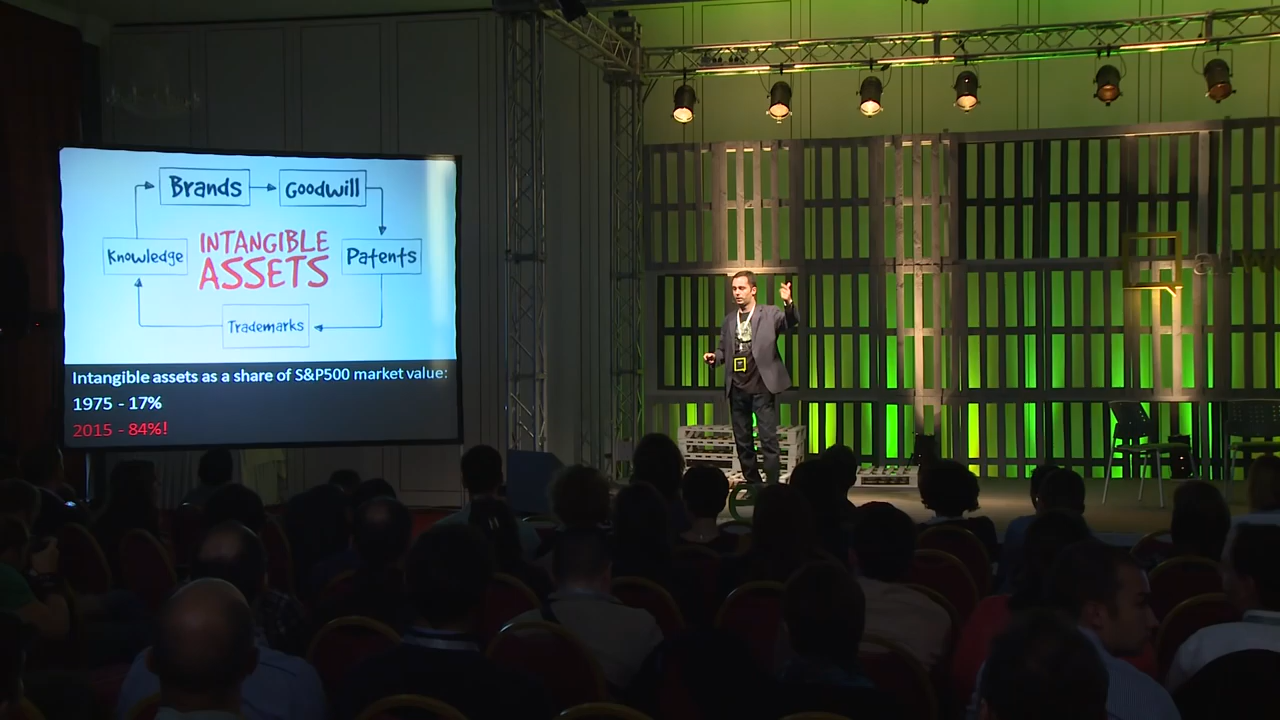 Brands
Goodwill
Knowledge
INTANGIBLE
ASSETS
Patents
Trademarks
Intangible assets as a share of S&P500 market value:
1975 - 17%
2015 - 84%!